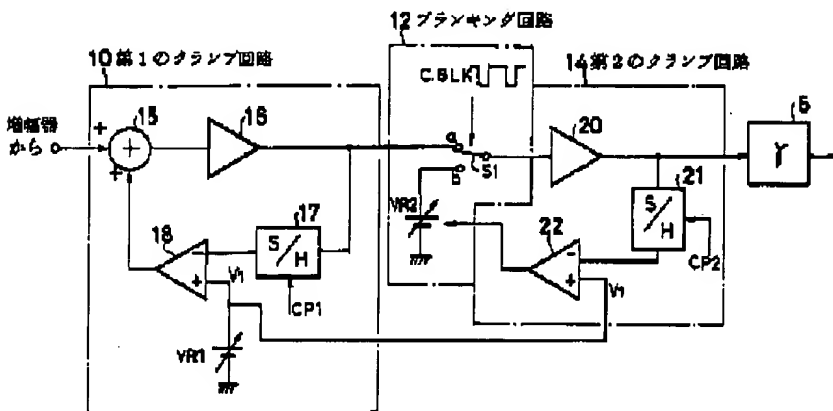 12 ブランキング回路
10 第1のクランプ回路
C.BLK
14 第2のクランプ回路
増幅器
から
+
15
+
16
a
b
S1
20
5
γ
21
S/H
17
S/H
18
−
+
V1
CP1
VR1
VR2
22
−
+
V1
CP2